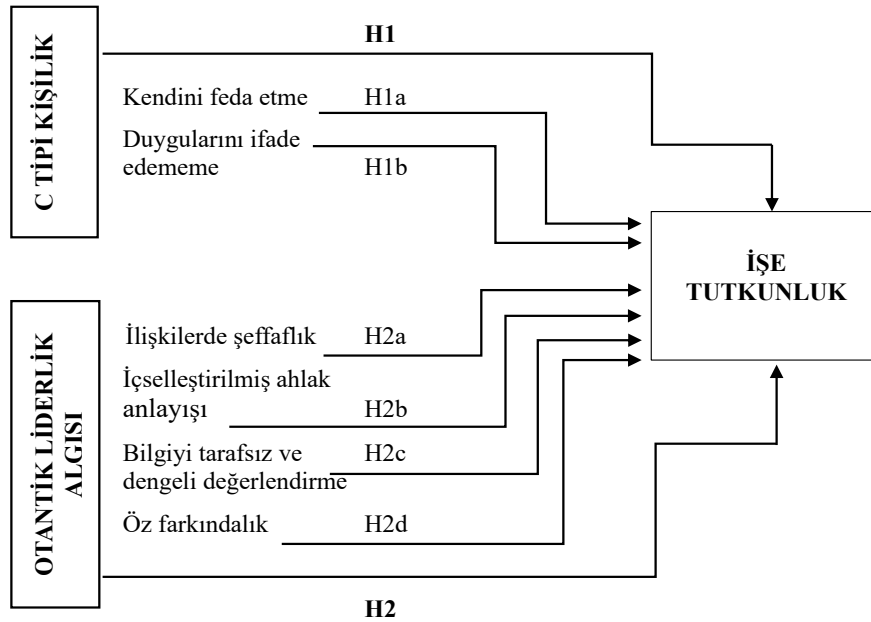 H1
C TİPİ KİŞİLİK
Kendini feda etme H1a
Duygularını ifade
edememe H1b
İŞE
TUTKUNLUK
OTANTİK LİDERLİK
ALGISI
İlişkilerde şeffaflık H2a
İçselleştirilmiş ahlak
anlayışı H2b
Bilgiyi tarafsız ve H2c
dengeli değerlendirme
Öz farkındalık H2d
H2